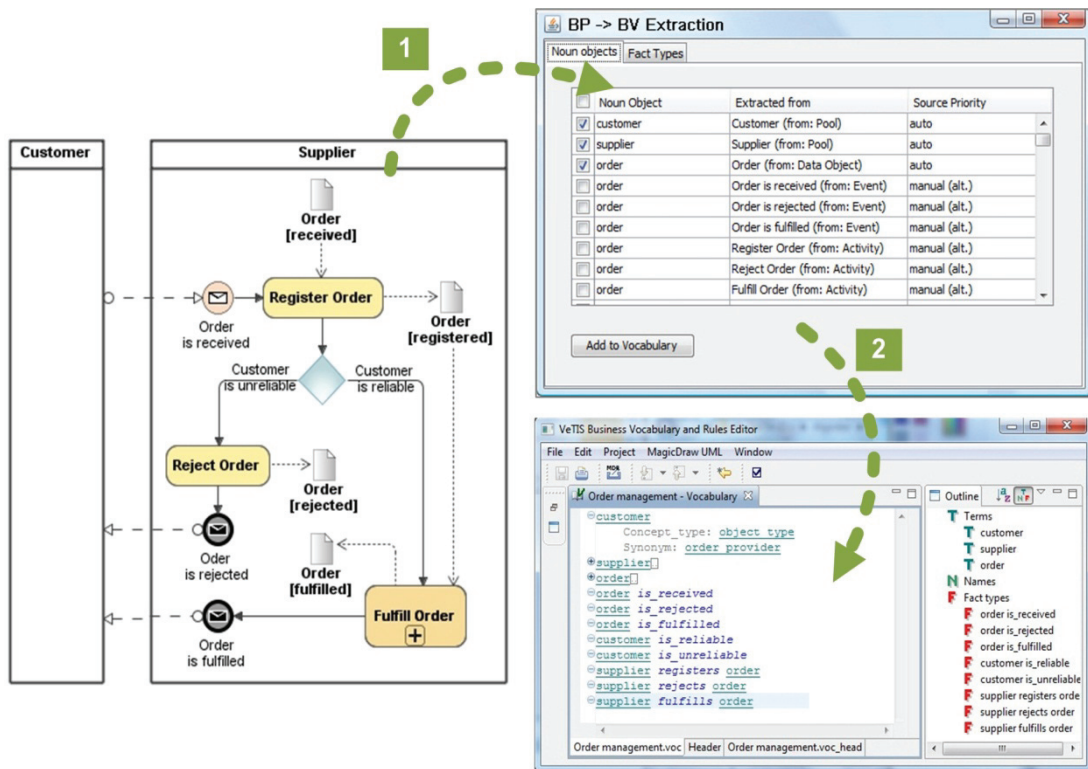 Customer
Supplier
Order
[received]
Register Order
Order
is received
Order
[registered]
Customer
is unreliable
Customer
is reliable
Reject Order
Order
[rejected]
Oder
is rejected
Order
[fulfilled]
Fulfill Order
Order
is fulfilled
1
BP -> BV Extraction
Noun objects Fact Types
Noun Object Extracted from Source Priority
customer Customer (from: Pool) auto
supplier Supplier (from: Pool) auto
order Order (from: Data Object) auto
order Order is received (from: Event) manual (alt.)
order Order is rejected (from: Event) manual (alt.)
order Order is fulfilled (from: Event) manual (alt.)
order Register Order (from: Activity) manual (alt.)
order Reject Order (from: Activity) manual (alt.)
order Fulfill Order (from: Activity) manual (alt.)
Add to Vocabulary
2
VeTIS Business Vocabulary and Rules Editor
File Edit Project MagicDraw UML Window
Order management - Vocabulary
customer
Concept_type: object_type
Synonym: order_provider
supplier
order
order is_received
order is_rejected
order is_fulfilled
customer is_reliable
customer is_unreliable
supplier registers order
supplier rejects order
supplier fulfills order
Order management.voc Header Order management.voc_head
Outline
T Terms
T customer
T supplier
T order
N Names
F Fact types
F order is_received
F order is_rejected
F order is_fulfilled
F customer is_reliable
F customer is_unreliable
F supplier registers orde
F supplier rejects order
F supplier fulfills order